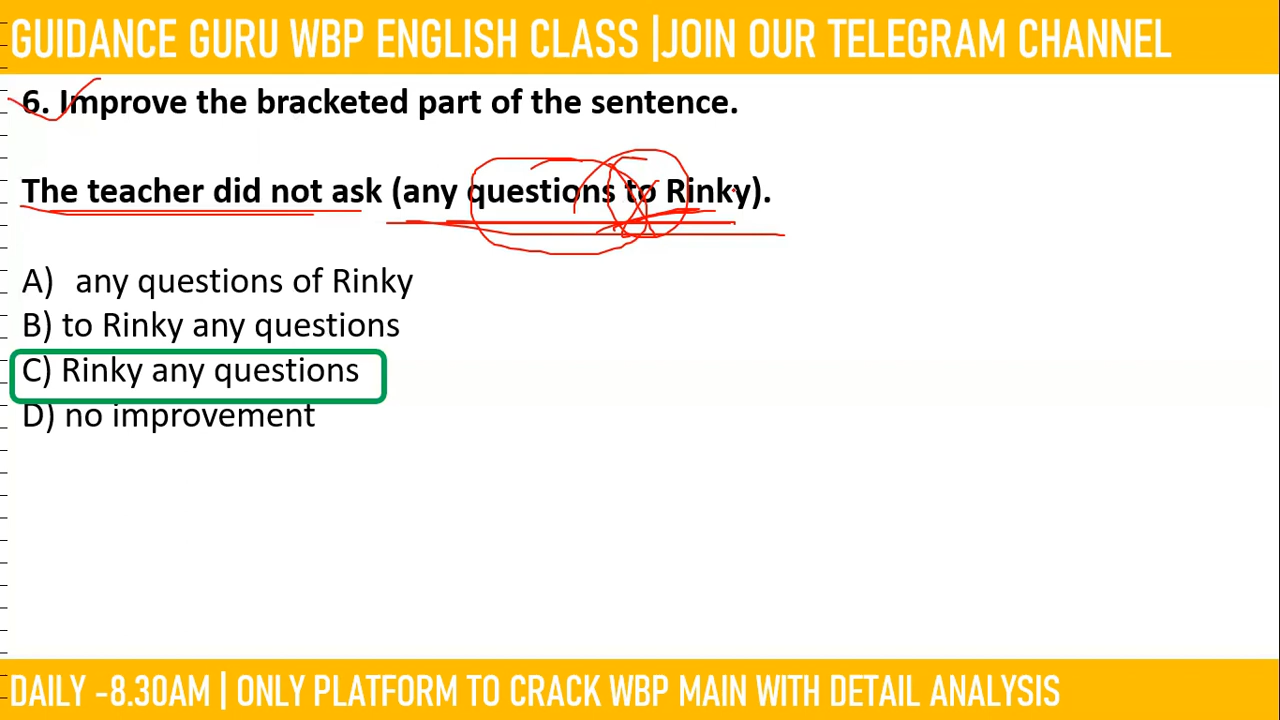 GUIDANCE GURU WBP ENGLISH CLASS |JOIN OUR TELEGRAM CHANNEL
6. Improve the bracketed part of the sentence.
The teacher did not ask (any questions to Rinky).
A) any questions of Rinky
B) to Rinky any questions
C) Rinky any questions
D) no improvement
DAILY -8.30AM | ONLY PLATFORM TO CRACK WBP MAIN WITH DETAIL ANALYSIS